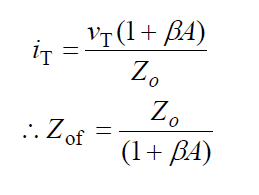 i_T = v_T(1 + βA) / Z_o
∴ Z_of = Z_o / (1 + βA)